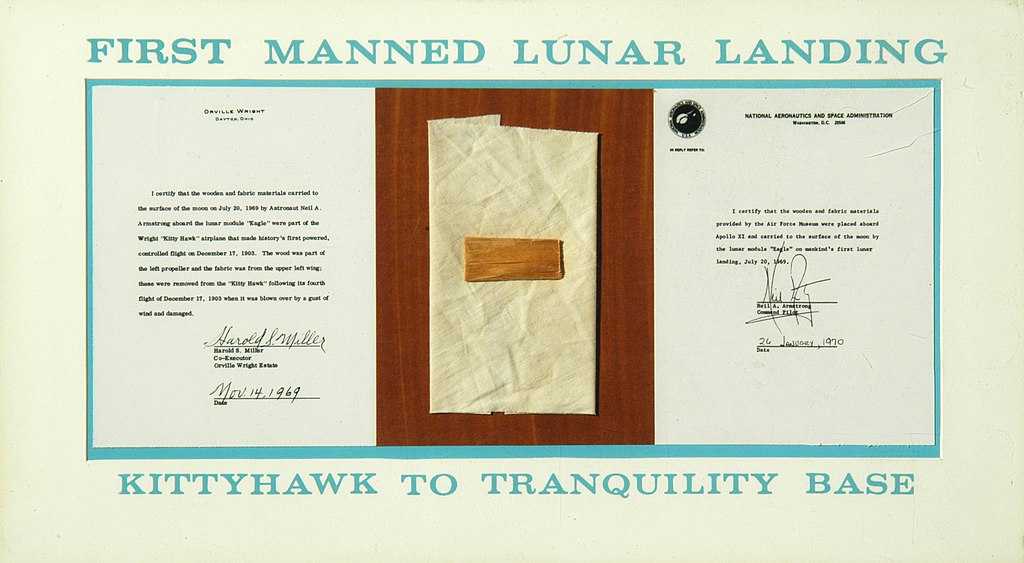 FIRST MANNED LUNAR LANDING
ORVILLE WRIGHT
DAYTON, OHIO
I certify that the wooden and fabric materials carried to
the surface of the moon on July 20, 1969 by Astronaut Neil A.
Armstrong aboard the lunar module "Eagle" were part of the
Wright "Kitty Hawk" airplane that made history's first powered,
controlled flight on December 17, 1903. The wood was part of
the left propeller and the fabric was from the upper left wing;
these were removed from the "Kitty Hawk" following its fourth
flight of December 17, 1903 when it was blown over by a gust of
wind and damaged.
Harold S. Miller
Harold S. Miller
Co-Executor
Orville Wright Estate
Nov. 14, 1969
Date
NATIONAL AERONAUTICS AND SPACE ADMINISTRATION
WASHINGTON, D.C. 20546
IN REPLY REFER TO:
I certify that the wooden and fabric materials
provided by the Air Force Museum were placed aboard
Apollo XI and carried to the surface of the moon by
the lunar module "Eagle" on mankind's first lunar
landing, July 20, 1969.
Neil A. Armstrong
Command Pilot
26 JANUARY, 1970
Date
KITTYHAWK TO TRANQUILITY BASE